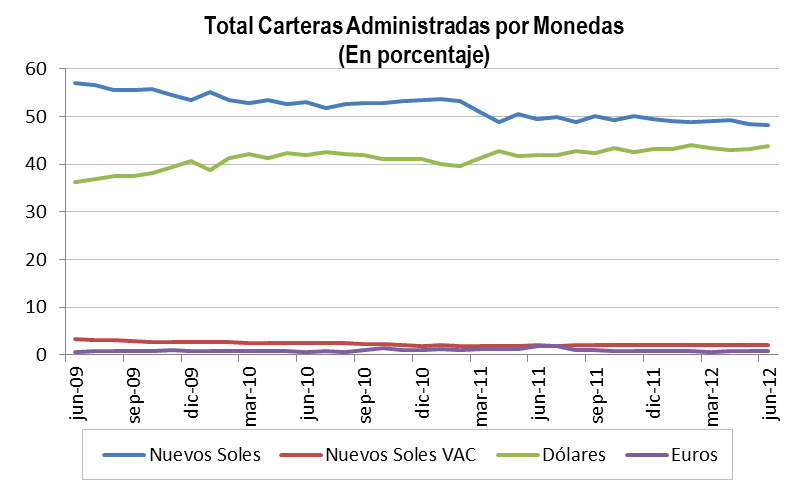 Total Carteras Administradas por Monedas
(En porcentaje)
60
50
40
30
20
10
0
jun-09
sep-09
dic-09
mar-10
jun-10
sep-10
dic-10
mar-11
jun-11
sep-11
dic-11
mar-12
jun-12
Nuevos Soles
Nuevos Soles VAC
Dólares
Euros